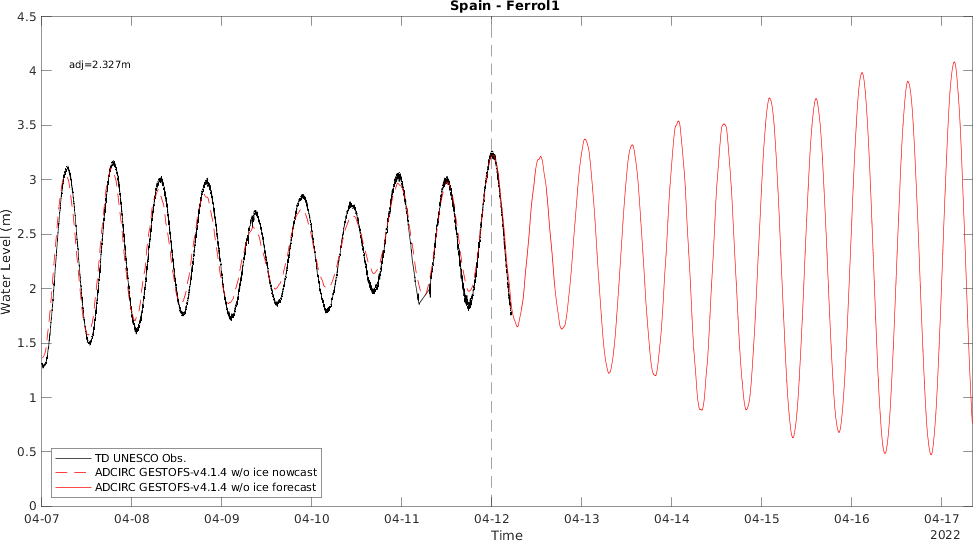 Spain - Ferrol1
4.5
4
3.5
3
2.5
2
1.5
1
0.5
0
Water Level (m)
adj=2.327m
TD UNESCO Obs.
ADCIRC GESTOFS-v4.1.4 w/o ice nowcast
ADCIRC GESTOFS-v4.1.4 w/o ice forecast
04-07 04-08 04-09 04-10 04-11 04-12 04-13 04-14 04-15 04-16 04-17
Time
2022